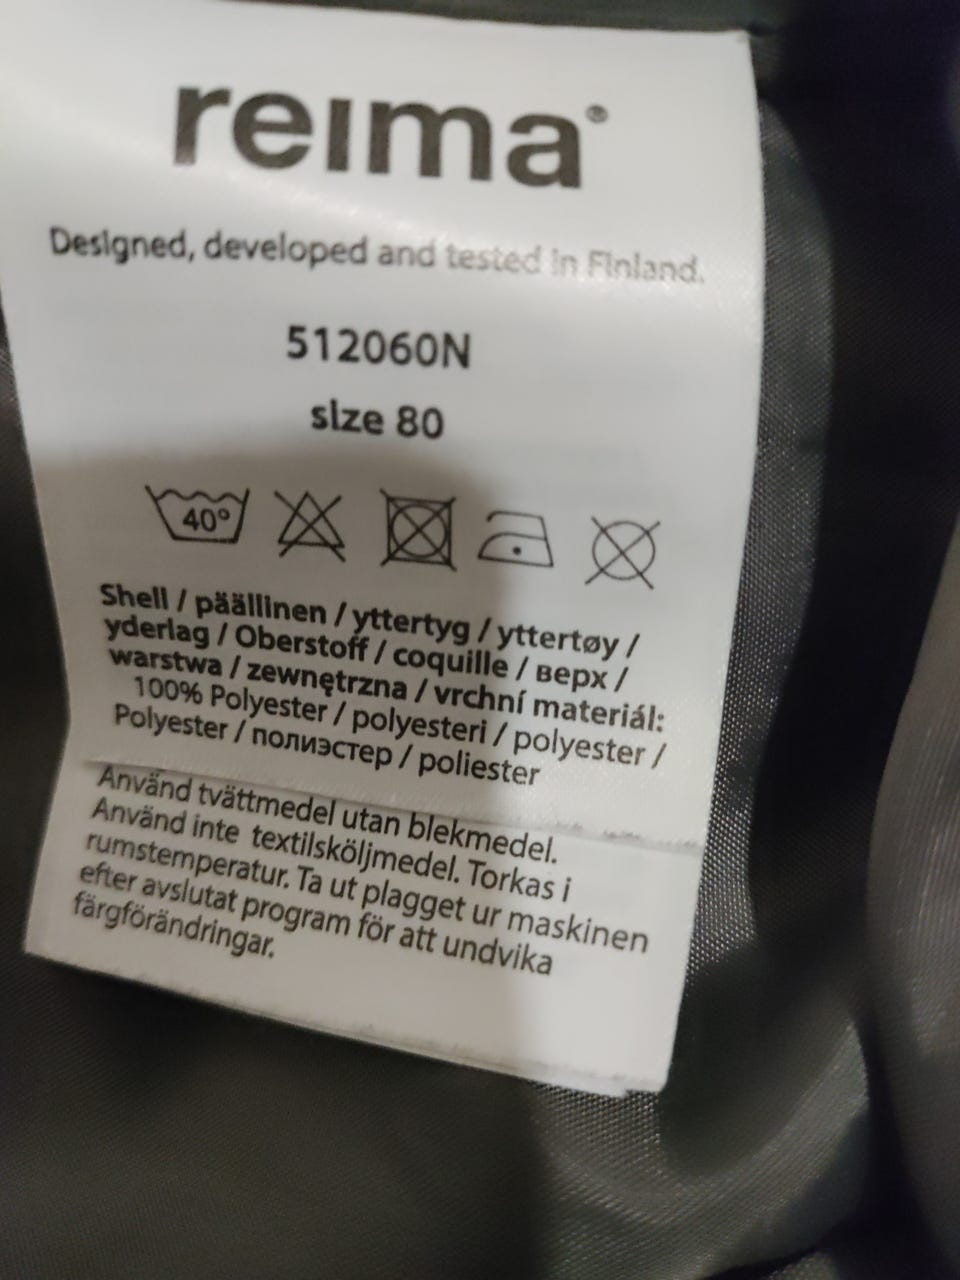 reima®
Designed, developed and tested in Finland.
512060N
size 80
40°
Shell / päällinen / yttertyg / yttertøy /
yderlag / Oberstoff / coquille / верх /
warstwa / zewnętrzna / vrchní materiál:
100% Polyester / polyesteri / polyester /
Polyester / полиэстер / poliester
Använd tvättmedel utan blekmedel.
Använd inte textilsköljmedel. Torkas i
rumstemperatur. Ta ut plagget ur maskinen
efter avslutat program för att undvika
färgförändringar.